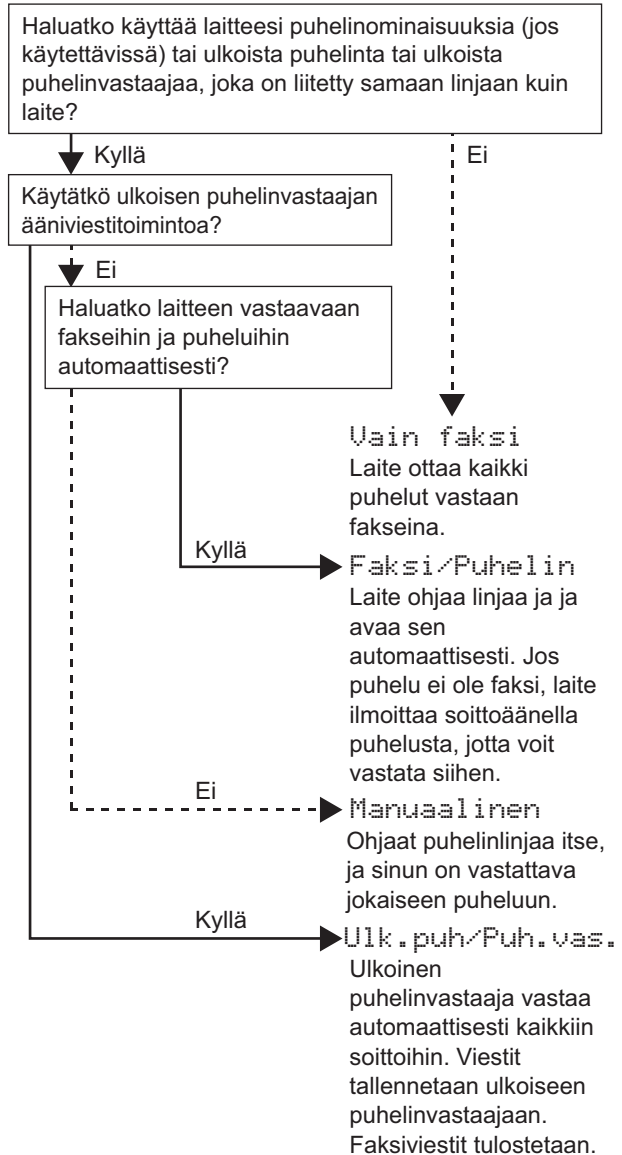 Haluatko käyttää laitteesi puhelinominaisuuksia (jos
käytettävissä) tai ulkoista puhelinta tai ulkoista
puhelinvastaajaa, joka on liitetty samaan linjaan kuin
laite?
Kyllä
Ei
Käytätkö ulkoisen puhelinvastaajan
ääniviestitoimintoa?
Ei
Haluatko laitteen vastaavaan
fakseihin ja puheluihin
automaattisesti?
Vain faksi
Laite ottaa kaikki
puhelut vastaan
fakseina.
Kyllä
Faksi/Puhelin
Laite ohjaa linjaa ja ja
avaa sen
automaattisesti. Jos
puhelu ei ole faksi, laite
ilmoittaa soittoäänella
puhelusta, jotta voit
vastata siihen.
Ei
Manuaalinen
Ohjaat puhelinlinjaa itse,
ja sinun on vastattava
jokaiseen puheluun.
Kyllä
Ulk.puh/Puh.vas.
Ulkoinen
puhelinvastaaja vastaa
automaattisesti kaikkiin
soittoihin. Viestit
tallennetaan ulkoiseen
puhelinvastaajaan.
Faksiviestit tulostetaan.